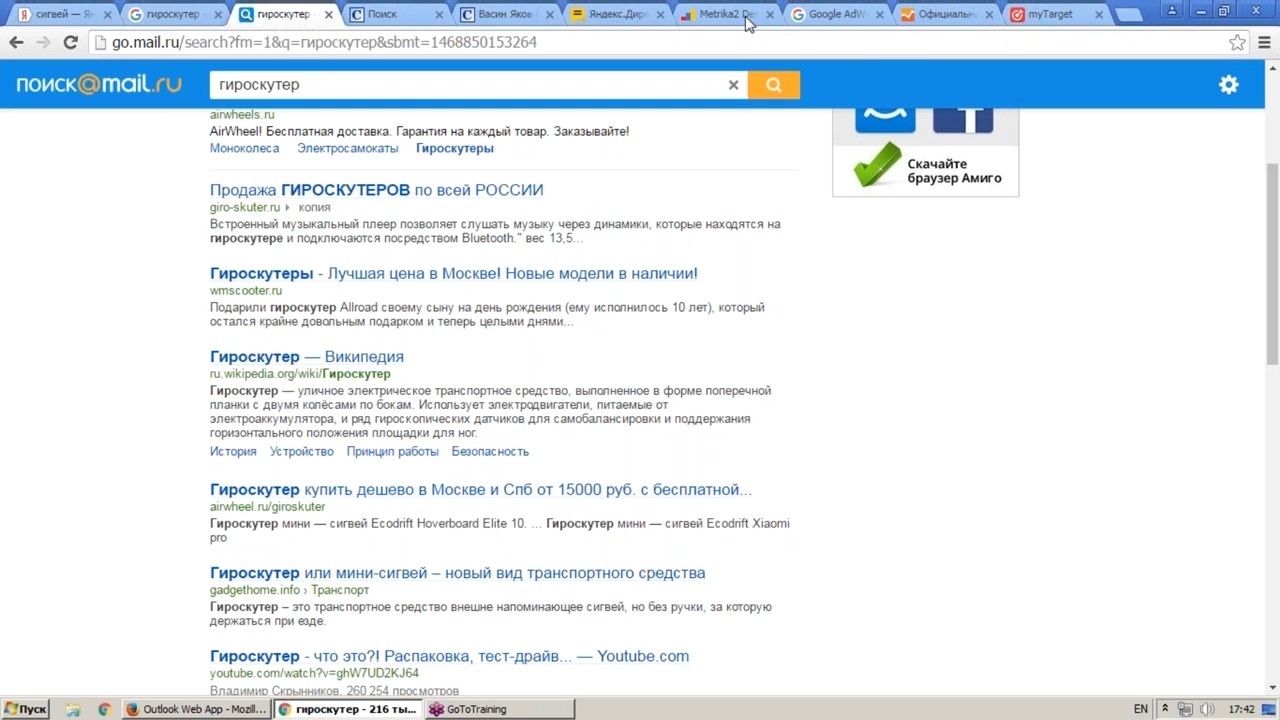 сигвей — Я
гироскутер
гироскутер -
Поиск
Васин Яков
Яндекс.Дире
Metrika2 De
Google AdW
Официальн
myTarget
go.mail.ru/search?fm=1&q=гироскутер&sbmt=1468850153264
поиск@mail.ru
гироскутер
airwheels.ru
AirWheel! Бесплатная доставка. Гарантия на каждый товар. Заказывайте!
Моноколеса Электросамокаты Гироскутеры
Скачайте
браузер Амиго
Продажа ГИРОСКУТЕРОВ по всей РОССИИ
giro-skuter.ru копия
Встроенный музыкальный плеер позволяет слушать музыку через динамики, которые находятся на
гироскутере и подключаются посредством Bluetooth." вес 13,5...
Гироскутеры - Лучшая цена в Москве! Новые модели в наличии!
wmscooter.ru
Подарили гироскутер Allroad своему сыну на день рождения (ему исполнилось 10 лет), который
остался крайне довольным подарком и теперь целыми днями...
Гироскутер — Википедия
ru.wikipedia.org/wiki/Гироскутер
Гироскутер — уличное электрическое транспортное средство, выполненное в форме поперечной
планки с двумя колёсами по бокам. Использует электродвигатели, питаемые от
электроаккумулятора, и ряд гироскопических датчиков для самобалансировки и поддержания
горизонтального положения площадки для ног.
История Устройство Принцип работы Безопасность
Гироскутер купить дешево в Москве и Спб от 15000 руб. с бесплатной...
airwheel.ru/giroskuter
Гироскутер мини — сигвей Ecodrift Hoverboard Elite 10. ... Гироскутер мини — сигвей Ecodrift Xiaomi
pro
Гироскутер или мини-сигвей – новый вид транспортного средства
gadgethome.info › Транспорт
Гироскутер – это транспортное средство внешне напоминающее сигвей, но без ручки, за которую
держаться при езде.
Гироскутер - что это?! Распаковка, тест-драйв... — Youtube.com
youtube.com/watch?v=ghW7UD2KJ64
Владимир Скрынников. 260 254 просмотров
Пуск
Outlook Web App - Mozill...
гироскутер - 216 ты...
GoToTraining
EN
17:42